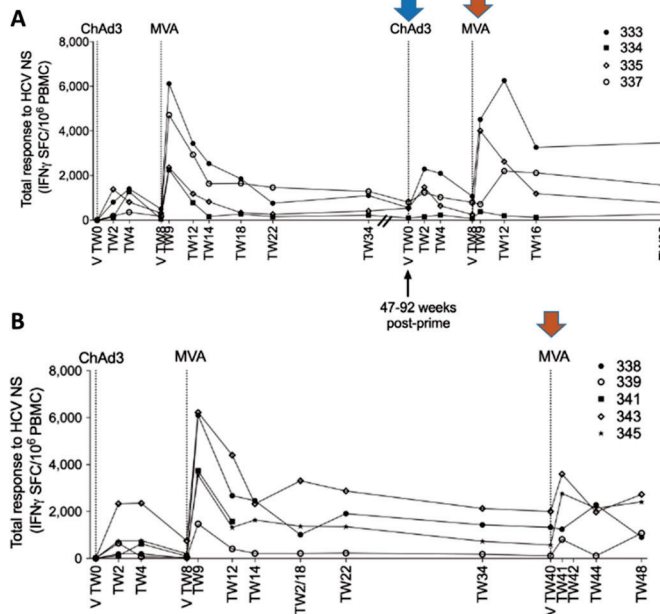 A
ChAd3
MVA
ChAd3
MVA
333
334
335
337
Total response to HCV NS
(IFNγ SFC/10⁶ PBMC)
8,000
6,000
4,000
2,000
0
V TW0
TW2
TW4
V TW8
TW9
TW12
TW14
TW18
TW22
TW34
V TW0
TW2
TW4
V TW8
TW9
TW12
TW16
47-92 weeks
post-prime
B
ChAd3
MVA
MVA
338
339
341
343
345
Total response to HCV NS
(IFNγ SFC/10⁶ PBMC)
8,000
6,000
4,000
2,000
0
V TW0
TW2
TW4
V TW8
TW9
TW12
TW14
TW2/18
TW22
TW34
V TW40
TW41
TW42
TW44
TW48